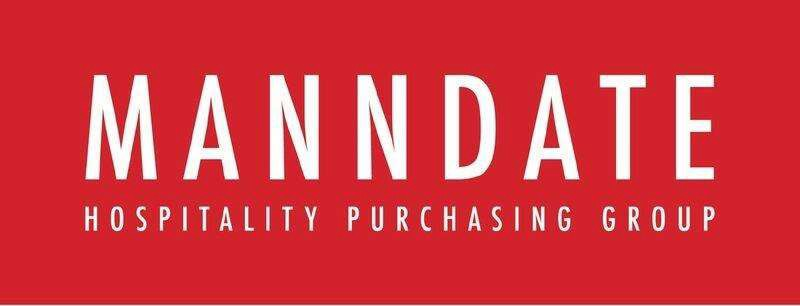 MANNDATE
HOSPITALITY PURCHASING GROUP